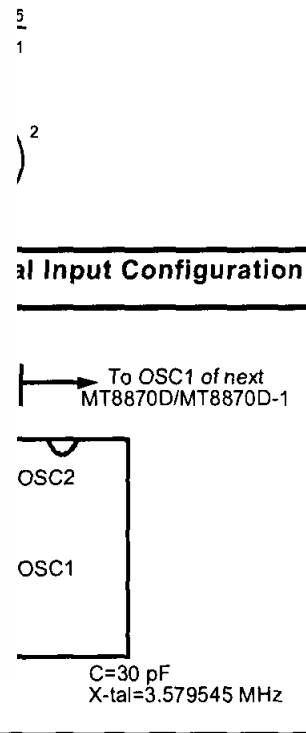 5
1
2
al Input Configuration
To OSC1 of next
MT8870D/MT8870D-1
OSC2
OSC1
C=30 pF
X-tal=3.579545 MHz